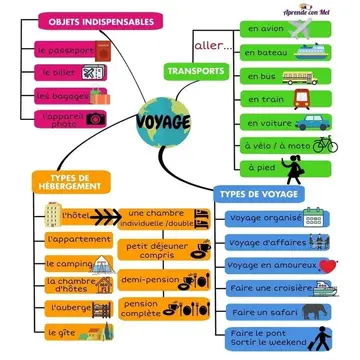 Aprende con Mel
OBJETS INDISPENSABLES
le passeport
le billet
les bagages
l'appareil
photo
VOYAGE
aller...
TRANSPORTS
en avion
en bateau
en bus
en train
en voiture
à vélo / à moto
à pied
TYPES DE
HÉBERGEMENT
l'hôtel
une chambre
individuelle /double
petit déjeuner
compris
demi-pension
pension
complète
l'appartement
le camping
la chambre
d'hôtes
l'auberge
le gîte
TYPES DE VOYAGE
Voyage organisé
Voyage d'affaires
Voyage en amoureux
Faire une croisière
Faire un safari
Faire le pont
Sortir le weekend